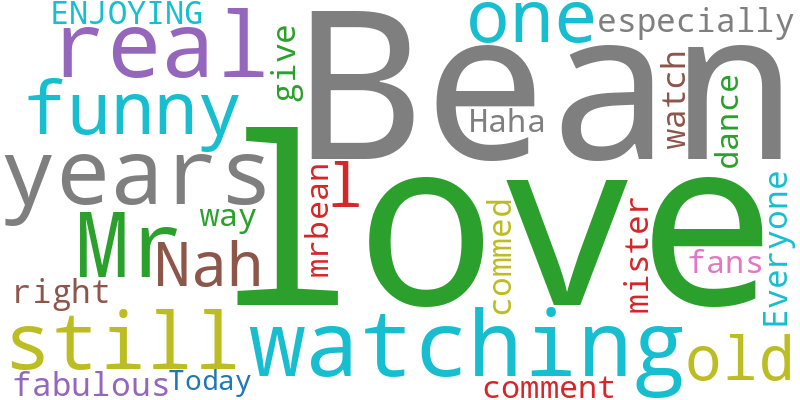 ENJOYING
real
give
Bean
one
especially
funny
Haha
watch
dance
years
love
mrbean
l
way
Mr
Nah
commed
mister
fans
Everyone
right
still
watching
old
fabulous
Today
comment